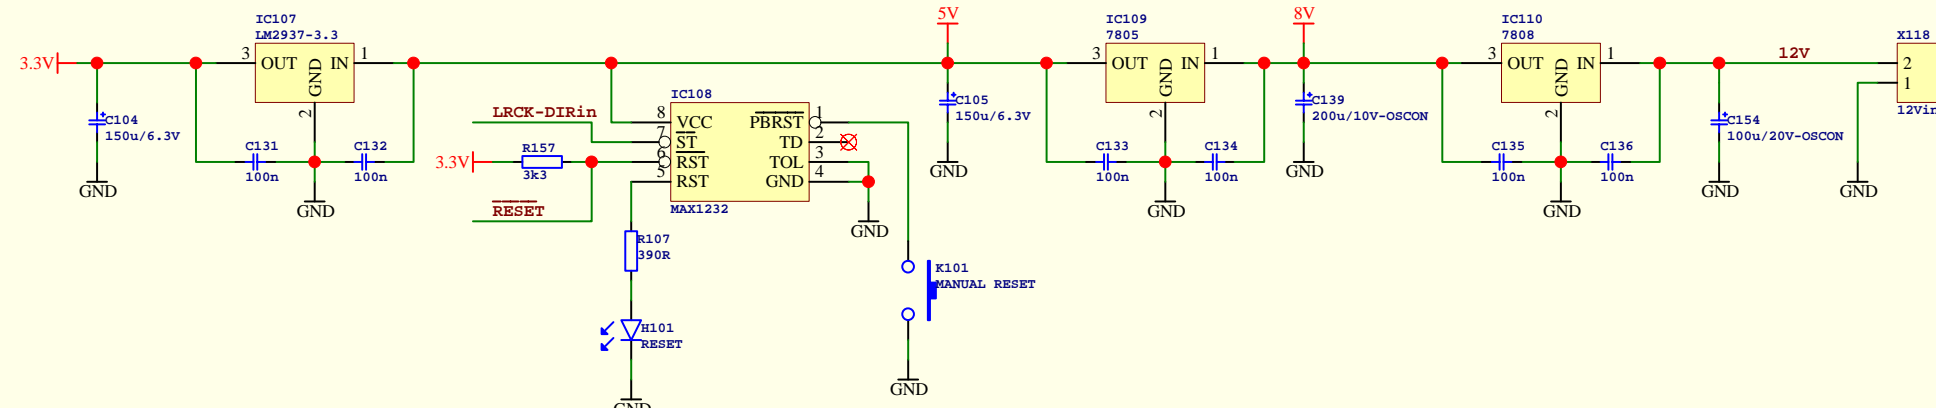 IC107
LM2937-3.3
3.3V
3
OUT
GND
IN
1
2
C104
150u/6.3V
GND
C131
100n
C132
100n
GND
LRCK-DIRin
3.3V
R157
3k3
RESET
IC108
8
VCC
7
ST
6
RST
5
RST
PBRST
1
TD
2
TOL
3
GND
4
MAX1232
GND
R107
390R
H101
RESET
GND
K101
MANUAL RESET
GND
5V
C105
150u/6.3V
GND
IC109
7805
3
OUT
GND
IN
1
2
C133
100n
C134
100n
GND
8V
C139
200u/10V-OSCON
GND
IC110
7808
3
OUT
GND
IN
1
2
C135
100n
C136
100n
GND
12V
C154
100u/20V-OSCON
GND
X118
2
1
12Vin
GND